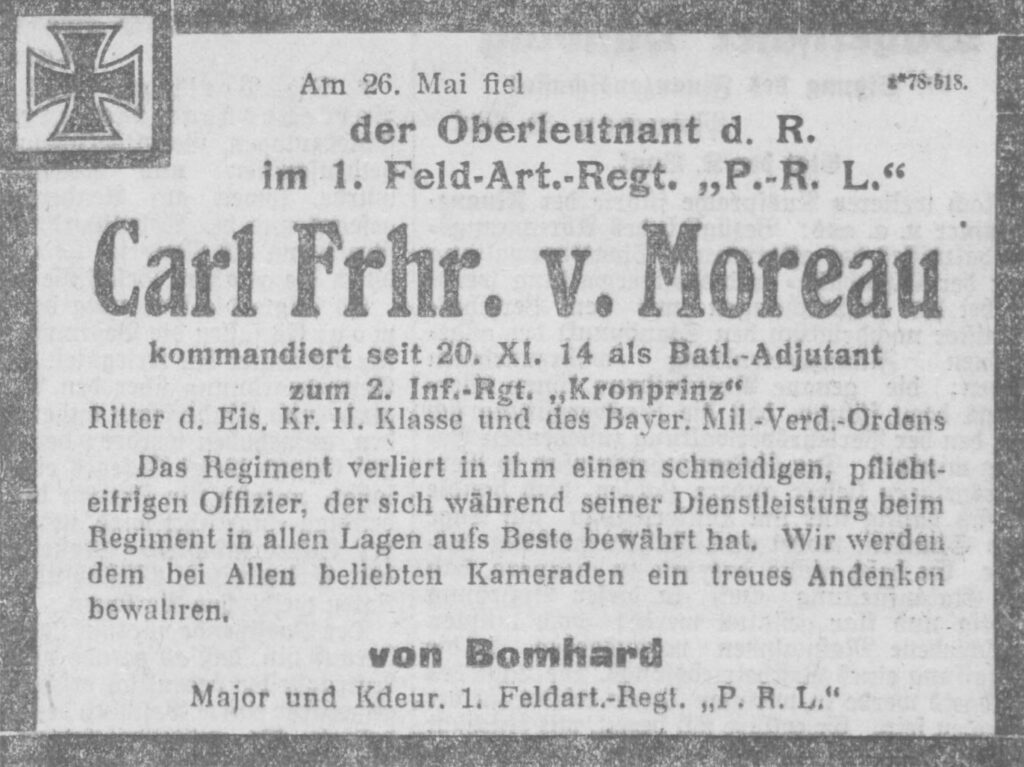 Am 26. Mai fiel
*78-518.
der Oberleutnant d. R.
im 1. Feld-Art.-Regt. „P.-R. L.“
Carl Frhr. v. Moreau
kommandiert seit 20. XI. 14 als Batl.-Adjutant
zum 2. Inf.-Rgt. „Kronprinz“
Ritter d. Eis. Kr. II. Klasse und des Bayer. Mil.-Verd.-Ordens
Das Regiment verliert in ihm einen schneidigen, pflicht-
eifrigen Offizier, der sich während seiner Dienstleistung beim
Regiment in allen Lagen aufs Beste bewährt hat. Wir werden
dem bei Allen beliebten Kameraden ein treues Andenken
bewahren.
von Bomhard
Major und Kdeur. 1. Feldart.-Regt. „P. R. L.“